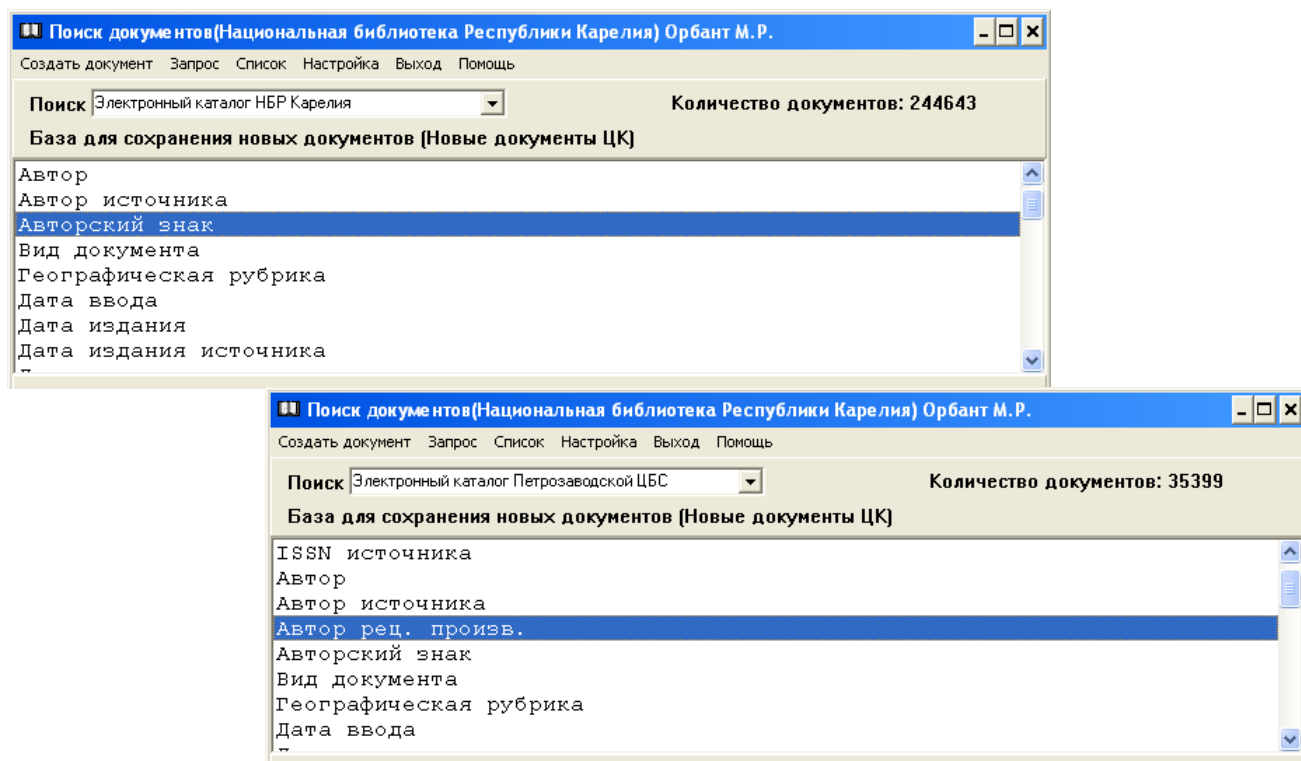 Поиск документов(Национальная библиотека Республики Карелия) Орбант М.Р.
Создать документ Запрос Список Настройка Выход Помощь
Поиск Электронный каталог НБР Карелия Количество документов: 244643
База для сохранения новых документов (Новые документы ЦК)
Автор
Автор источника
Авторский знак
Вид документа
Географическая рубрика
Дата ввода
Дата издания
Дата издания источника
Поиск документов(Национальная библиотека Республики Карелия) Орбант М.Р.
Создать документ Запрос Список Настройка Выход Помощь
Поиск Электронный каталог Петрозаводской ЦБС Количество документов: 35399
База для сохранения новых документов (Новые документы ЦК)
ISSN источника
Автор
Автор источника
Автор рец. произв.
Авторский знак
Вид документа
Географическая рубрика
Дата ввода